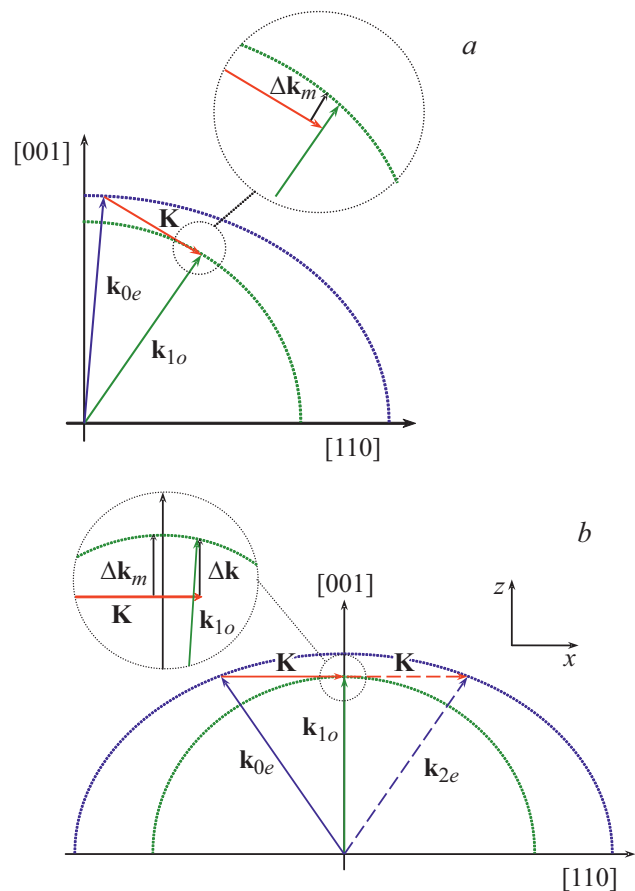 a
Δk_m
[001]
K
k_0e
k_1o
[110]
b
Δk_m
Δk
K
k_1o
[001]
z
x
K
K
k_1o
k_0e
k_2e
[110]